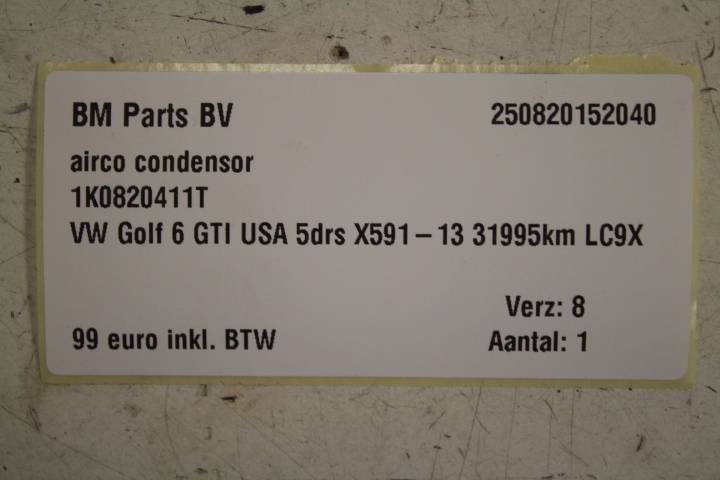 BM Parts BV 250820152040
airco condensor
1K0820411T
VW Golf 6 GTI USA 5drs X591 – 13 31995km LC9X
Verz: 8
99 euro inkl. BTW Aantal: 1